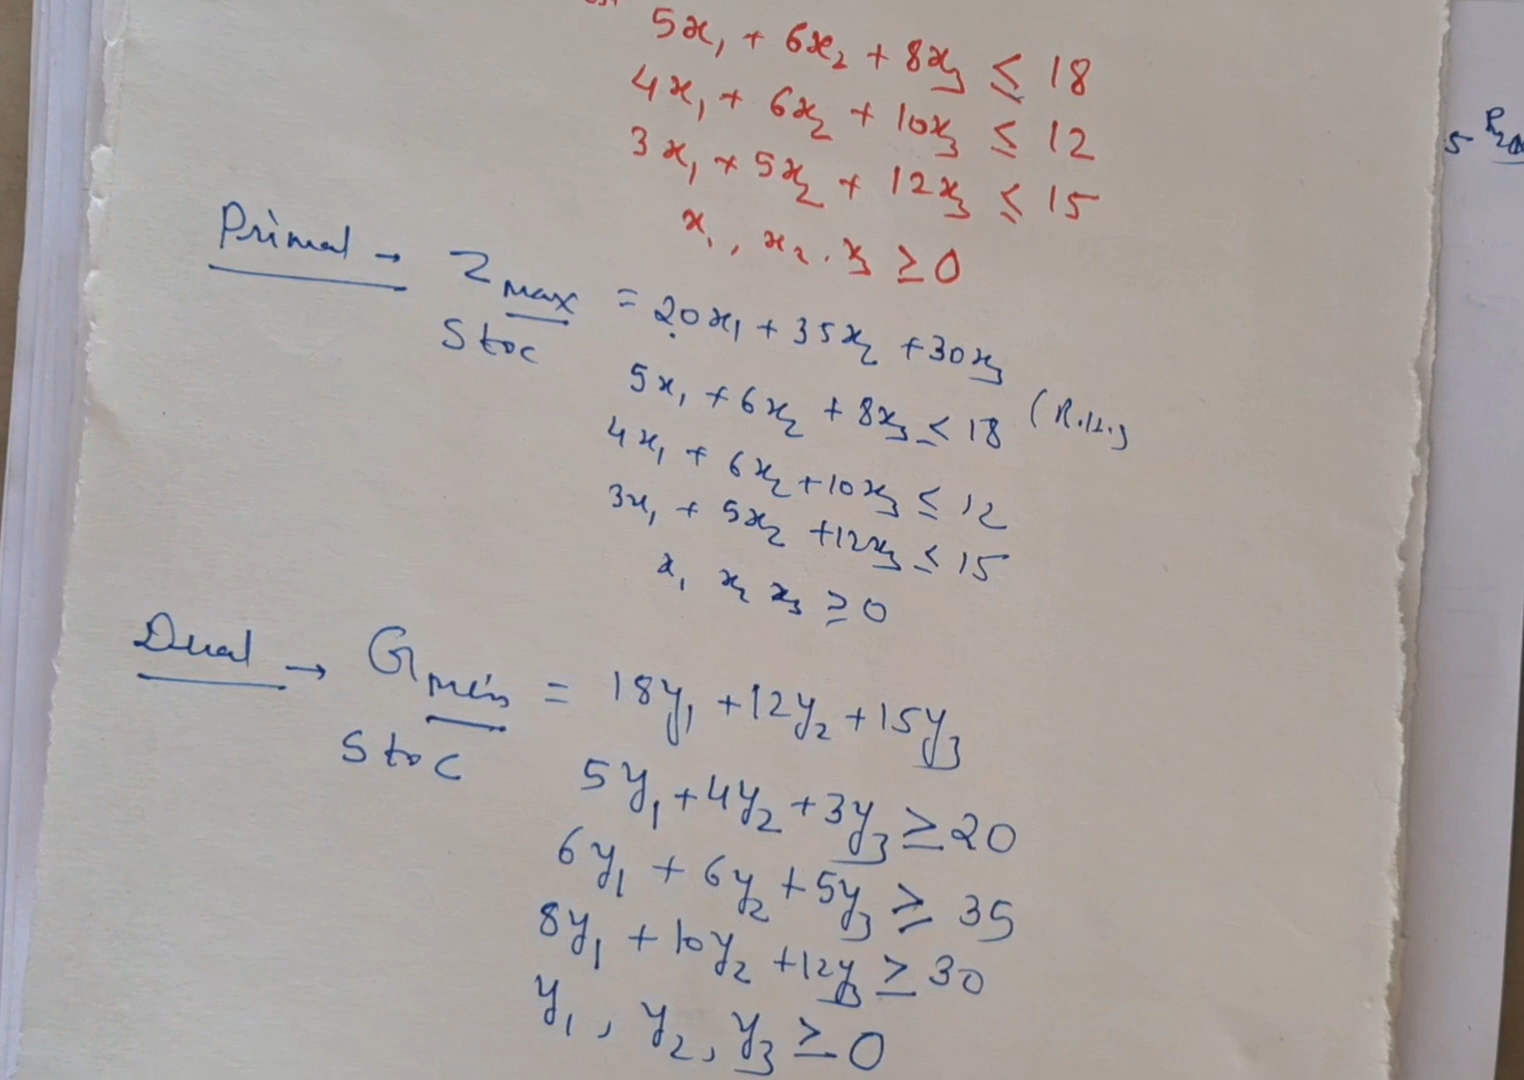 5x₁ + 6x₂ + 8x₃ ≤ 18
4x₁ + 6x₂ + 10x₃ ≤ 12
3x₁ + 5x₂ + 12x₃ ≤ 15
x₁, x₂, x₃ ≥ 0
Primal → Zmax = 20x₁ + 35x₂ + 30x₃
Stoc
5x₁ + 6x₂ + 8x₃ ≤ 18 (R.H.S
4x₁ + 6x₂ + 10x₃ ≤ 12
3x₁ + 5x₂ + 12x₃ ≤ 15
x₁ x₂ x₃ ≥ 0
Dual → Gmin = 18y₁ + 12y₂ + 15y₃
Stoc
5y₁ + 4y₂ + 3y₃ ≥ 20
6y₁ + 6y₂ + 5y₃ ≥ 35
8y₁ + 10y₂ + 12y₃ ≥ 30
y₁, y₂, y₃ ≥ 0
5